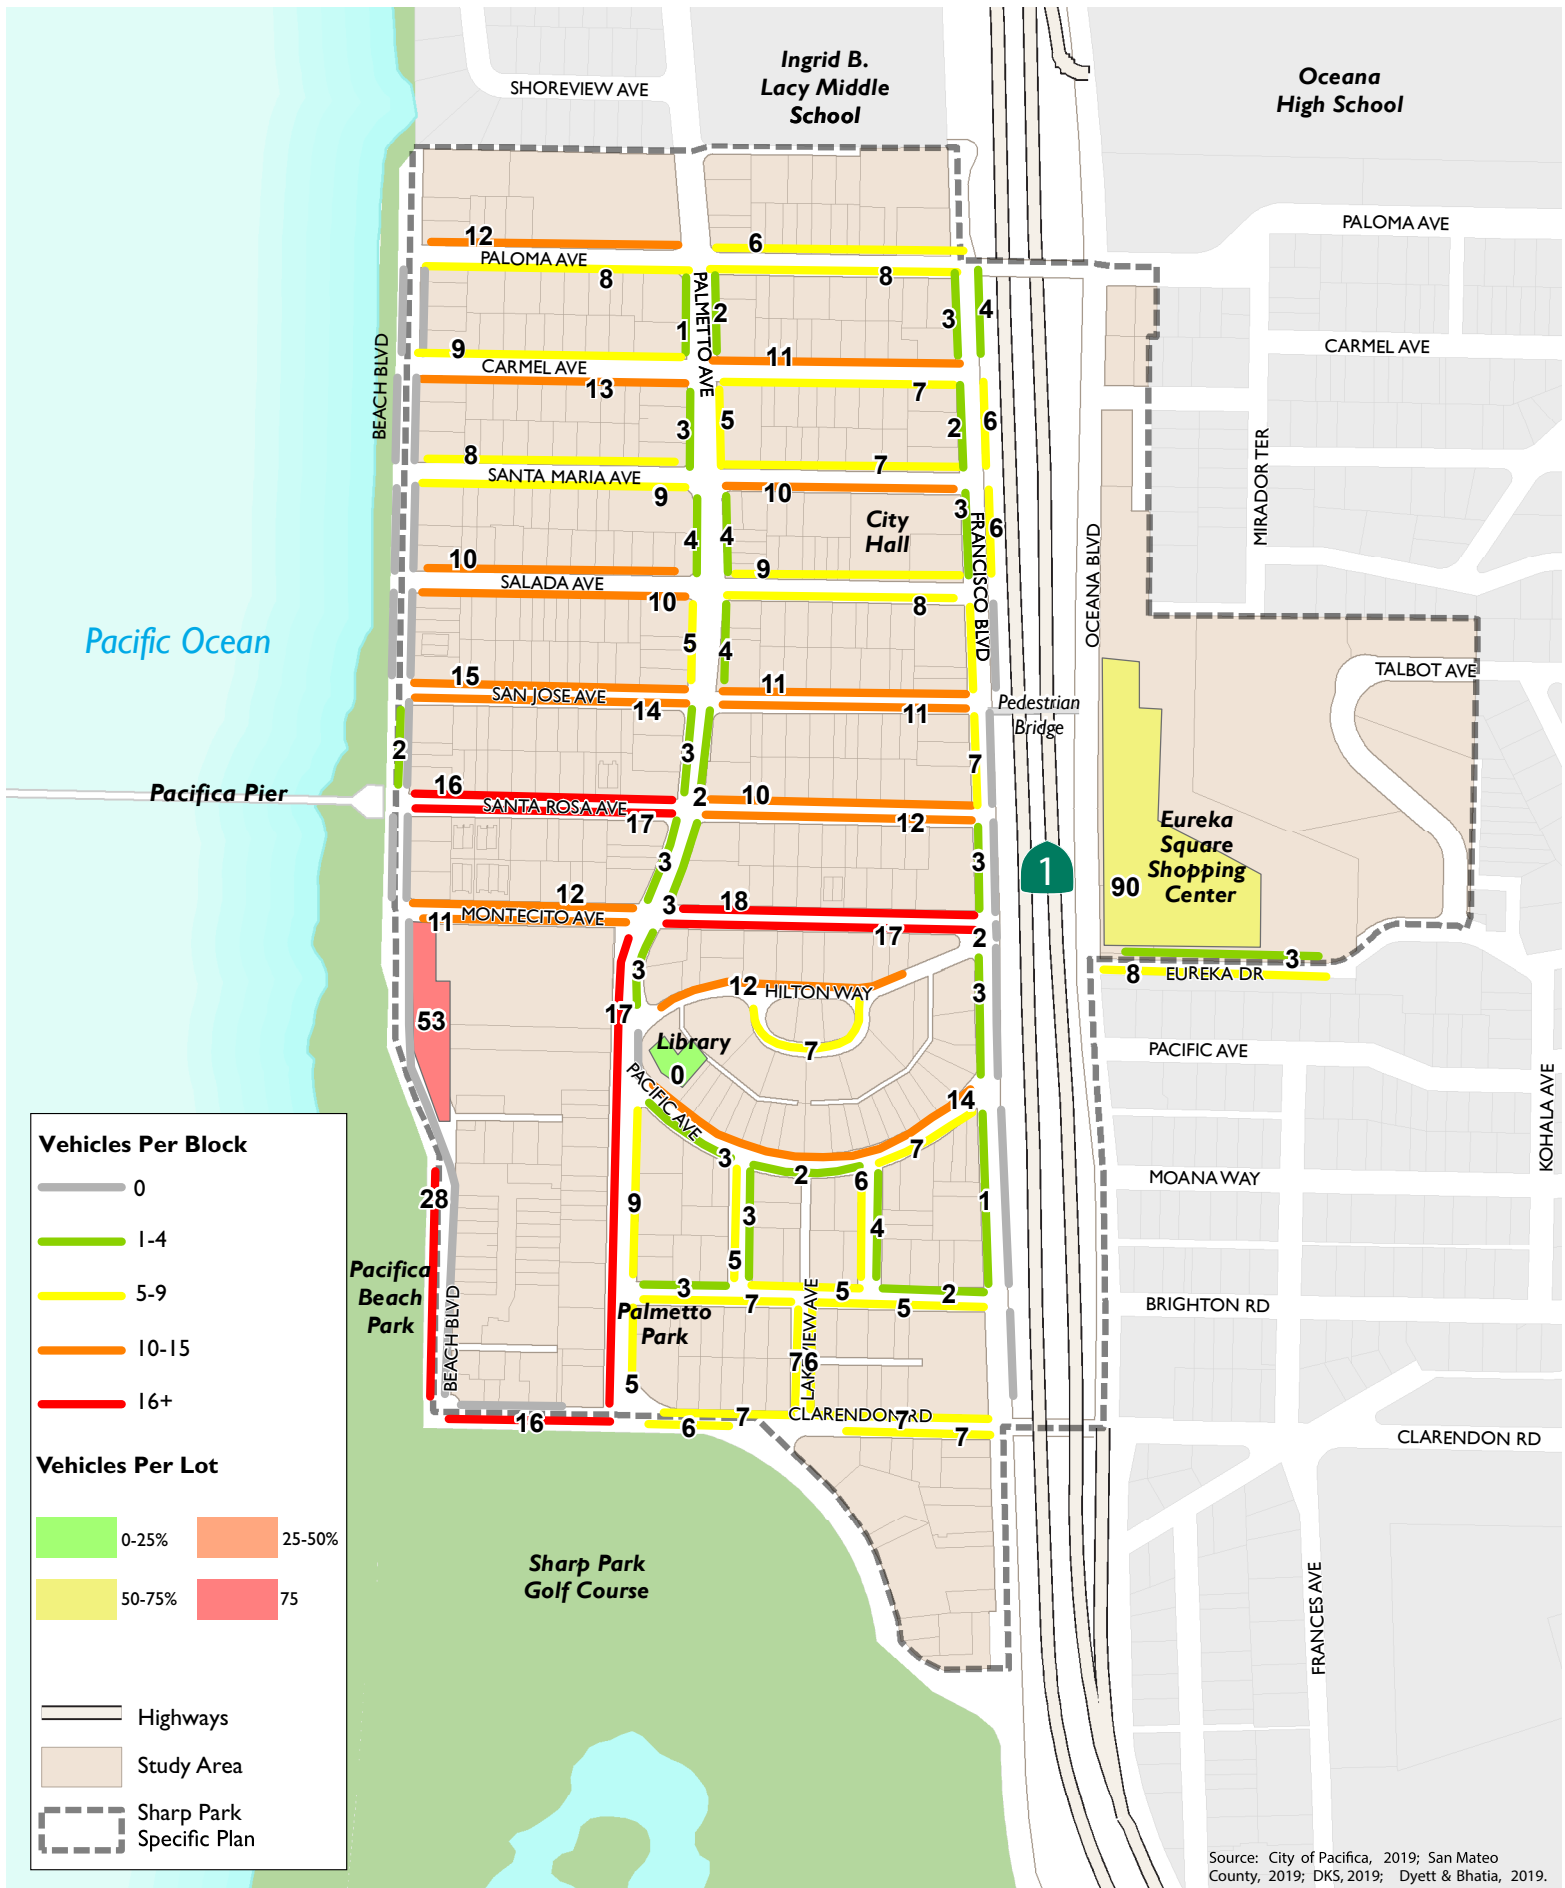 Ingrid B.
Lacy Middle
School
Oceana
High School
SHOREVIEW AVE
PALOMA AVE
12
6
PALOMA AVE
8
8
PALMETTO AVE
1
2
3
4
BEACH BLVD
9
11
CARMEL AVE
CARMEL AVE
13
7
3
5
2
6
8
7
SANTA MARIA AVE
9
10
MIRADOR TER
City
Hall
3
6
4
4
FRANCISCO BLVD
OCEANA BLVD
10
9
SALADA AVE
10
8
Pacific Ocean
5
4
TALBOT AVE
15
11
SAN JOSE AVE
14
11
Pedestrian
Bridge
2
3
7
Pacifica Pier
16
2
10
SANTA ROSA AVE
17
12
Eureka
Square
Shopping
Center
90
1
3
3
12
3
18
11
MONTECITO AVE
17
2
3
3
8
EUREKA DR
12
HILTON WAY
3
53
17
Library
0
7
PACIFIC AVE
PACIFIC AVE
14
KOHALA AVE
3
7
2
6
MOANA WAY
28
9
3
4
1
5
Pacifica
Beach
Park
BEACH BLVD
3
5
2
7
5
BRIGHTON RD
Palmetto
Park
LAKEVIEW AVE
7
6
5
16
6
7
CLARENDON RD
7
7
CLARENDON RD
Sharp Park
Golf Course
FRANCES AVE
Vehicles Per Block
0
1-4
5-9
10-15
16+
Vehicles Per Lot
0-25%
25-50%
50-75%
75
Highways
Study Area
Sharp Park
Specific Plan
Source: City of Pacifica, 2019; San Mateo
County, 2019; DKS, 2019; Dyett & Bhatia, 2019.